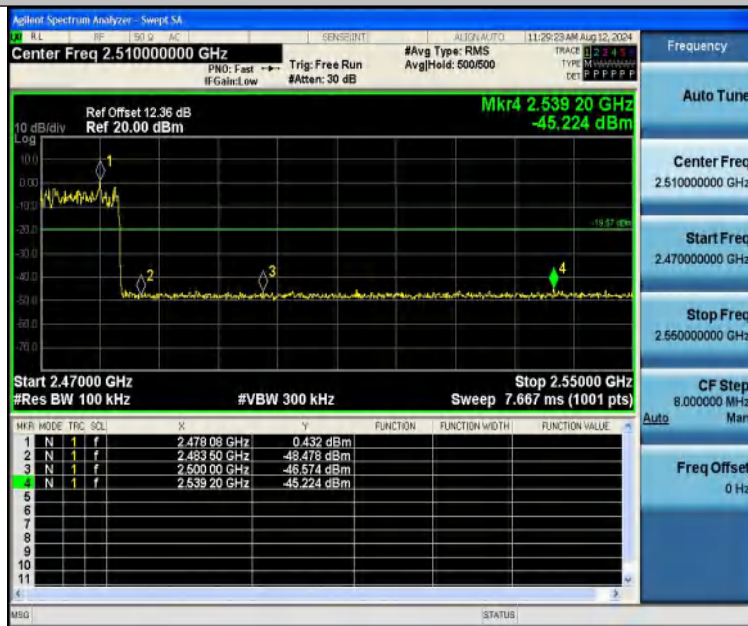 Agilent Spectrum Analyzer - Swept SA
RL RF 50 Ω AC SENSE:INT ALIGN AUTO 11:29:23 AM Aug 12, 2024
Center Freq 2.510000000 GHz
PNO: Fast
IFGain:Low
Trig: Free Run
#Atten: 30 dB
#Avg Type: RMS
Avg|Hold: 500/500
TRACE 1 2 3 4 5 6
TYPE
DET P P P P P P
Ref Offset 12.36 dB
10 dB/div Ref 20.00 dBm
Mkr4 2.539 20 GHz
-45.224 dBm
Log
10.0
0.00
-10.0
-20.0
-30.0
-40.0
-50.0
-60.0
-70.0
1
2
3
4
-19.57 dBm
Start 2.47000 GHz Stop 2.55000 GHz
#Res BW 100 kHz #VBW 300 kHz Sweep 7.667 ms (1001 pts)
MKR MODE TRC SCL X Y FUNCTION FUNCTION WIDTH FUNCTION VALUE
1 N 1 f 2.478 08 GHz 0.432 dBm
2 N 1 f 2.483 50 GHz -48.478 dBm
3 N 1 f 2.500 00 GHz -46.574 dBm
4 N 1 f 2.539 20 GHz -45.224 dBm
5
6
7
8
9
10
11
MSG STATUS
Frequency
Auto Tune
Center Freq
2.510000000 GHz
Start Freq
2.470000000 GHz
Stop Freq
2.550000000 GHz
CF Step
8.000000 MHz
Auto Man
Freq Offset
0 Hz